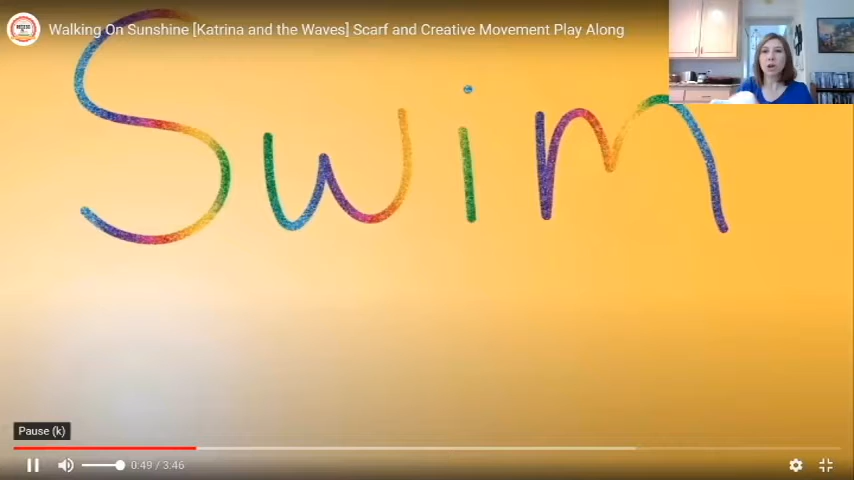 Walking On Sunshine [Katrina and the Waves] Scarf and Creative Movement Play Along
Swim
Pause (k)
0:49 / 3:46